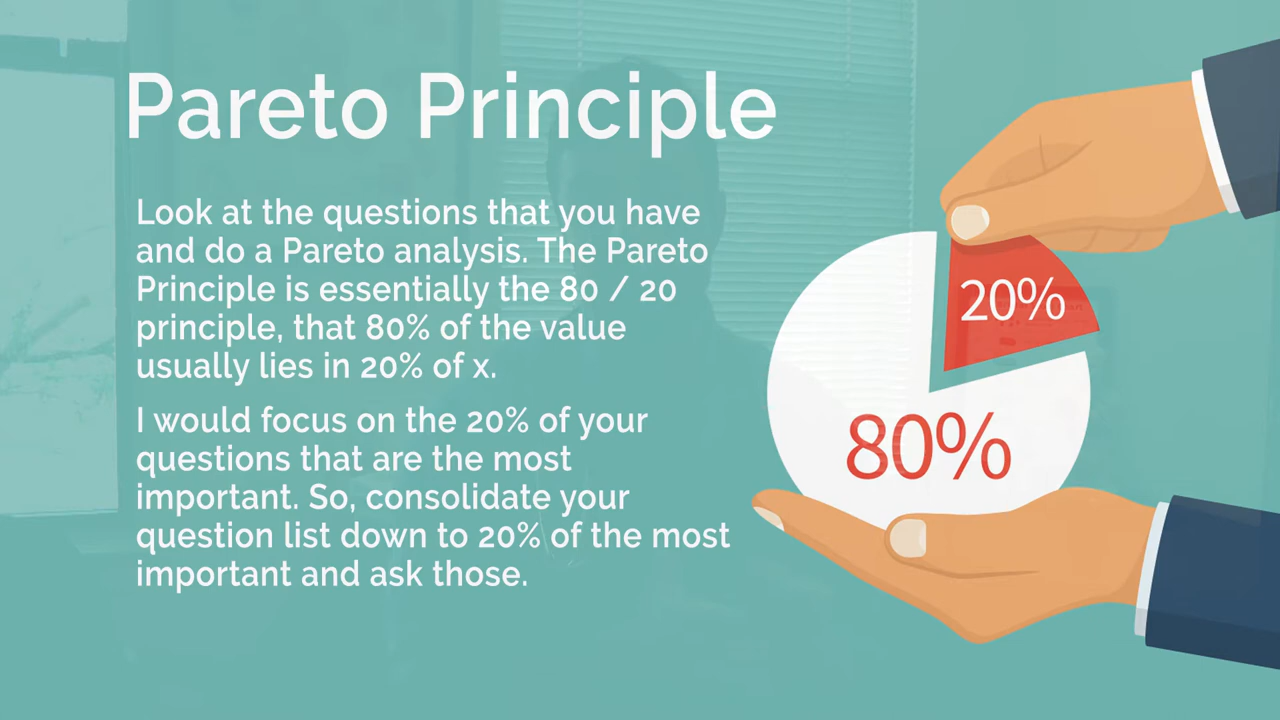 Pareto Principle
Look at the questions that you have
and do a Pareto analysis. The Pareto
Principle is essentially the 80 / 20
principle, that 80% of the value
usually lies in 20% of x.
I would focus on the 20% of your
questions that are the most
important. So, consolidate your
question list down to 20% of the most
important and ask those.
20%
80%